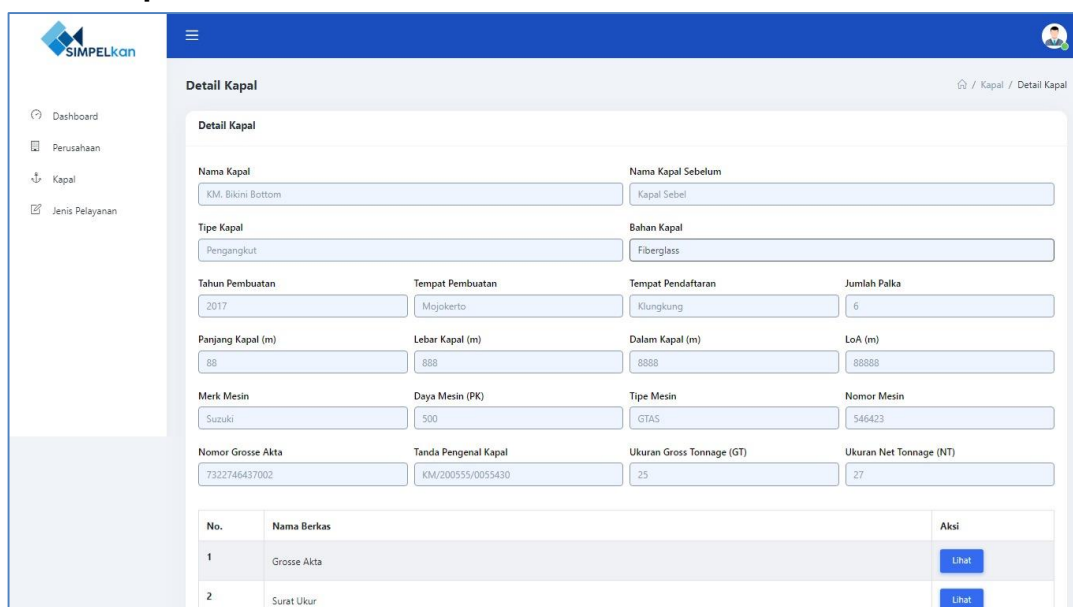 SIMPELkan
Detail Kapal
/ Kapal / Detail Kapal
Dashboard
Perusahaan
Kapal
Jenis Pelayanan
Detail Kapal
Nama Kapal Nama Kapal Sebelum
KM. Bikini Bottom Kapal Sebel
Tipe Kapal Bahan Kapal
Pengangkut Fiberglass
Tahun Pembuatan Tempat Pembuatan Tempat Pendaftaran Jumlah Palka
2017 Mojokerto Klungkung 6
Panjang Kapal (m) Lebar Kapal (m) Dalam Kapal (m) LoA (m)
88 888 8888 88888
Merk Mesin Daya Mesin (PK) Tipe Mesin Nomor Mesin
Suzuki 500 GTAS 546423
Nomor Grosse Akta Tanda Pengenal Kapal Ukuran Gross Tonnage (GT) Ukuran Net Tonnage (NT)
7322746437002 KM/200555/0055430 25 27
No. Nama Berkas Aksi
1 Grosse Akta Lihat
2 Surat Ukur Lihat